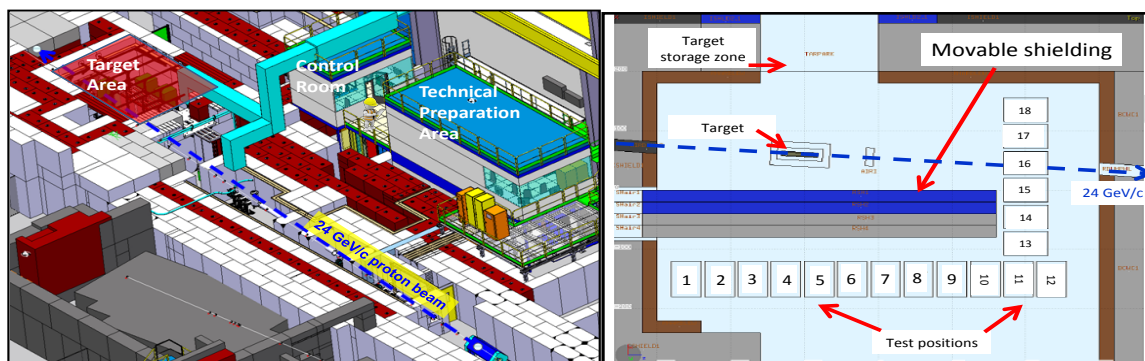 Target
Area
Control
Room
Technical
Preparation
Area
24 GeV/c proton beam
Target
storage zone
Movable shielding
Target
24 GeV/c
18
17
16
15
14
13
1 2 3 4 5 6 7 8 9 10 11 12
Test positions